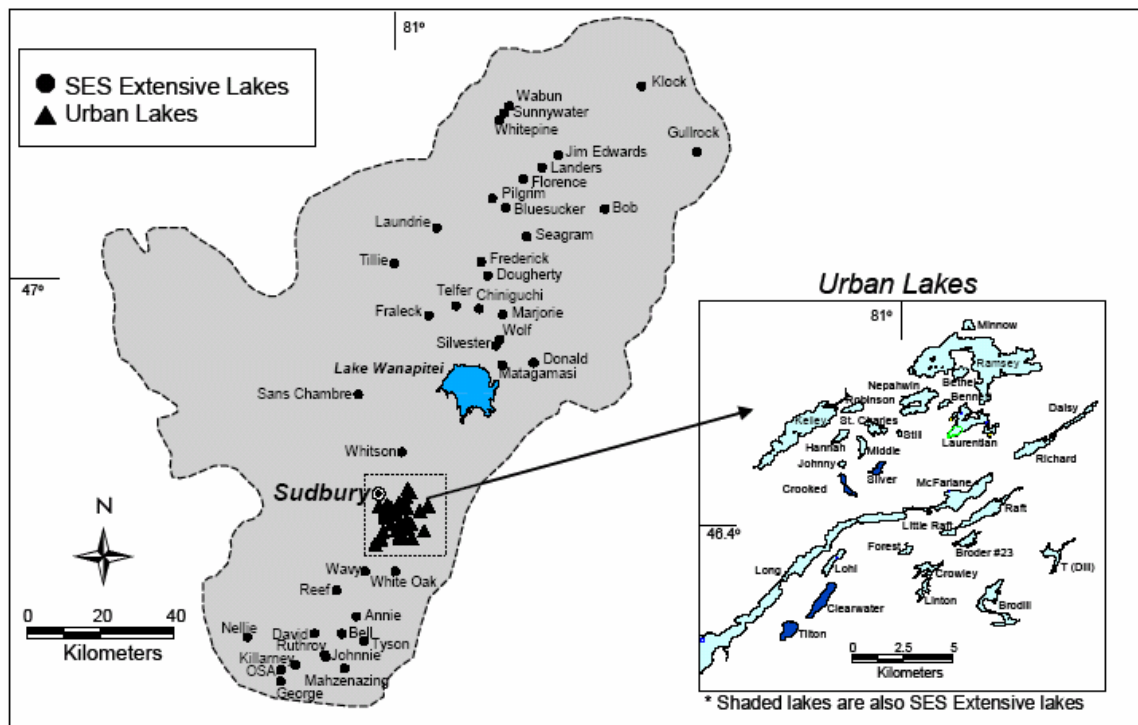 81°
SES Extensive Lakes
Urban Lakes
Klock
Wabun
Sunnywater
Whitepine
Gullrock
Jim Edwards
Landers
Florence
Pilgrim
Bluesucker
Bob
Laundrie
Seagram
Tillie
Frederick
Dougherty
47°
Telfer
Chiniguchi
Fraleck
Marjorie
Wolf
Silvester
Lake Wanapitei
Donald
Matagamasi
Sans Chambre
Whitson
Sudbury
N
Wavy
White Oak
Reef
Annie
Nellie
David
Bell
Tyson
Ruthroy
Johnnie
Killarney
OSA
Mahzenazing
George
0 20 40
Kilometers
Urban Lakes
81°
Minnow
Ramsey
Bethel
Nepahwin
Bennett
Robinson
Daisy
Kelley
St. Charles
Still
Laurentian
Hannah
Middle
Richard
Johnny
Silver
Crooked
McFarlane
Raft
Little Raft
46.4°
Forest
Broder #23
Long
Lohi
T (Dill)
Crowley
Linton
Brodill
Clearwater
Tilton
0 2.5 5
Kilometers
* Shaded lakes are also SES Extensive lakes